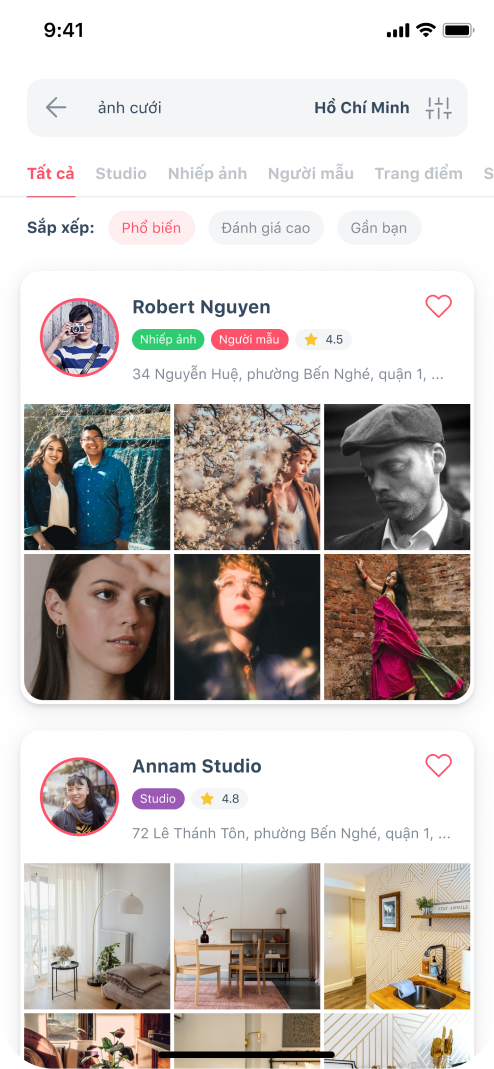 9:41
ảnh cưới Hồ Chí Minh
Tất cả Studio Nhiếp ảnh Người mẫu Trang điểm S
Sắp xếp: Phổ biến Đánh giá cao Gần bạn
Robert Nguyen
Nhiếp ảnh Người mẫu 4.5
34 Nguyễn Huệ, phường Bến Nghé, quận 1, ...
Annam Studio
Studio 4.8
72 Lê Thánh Tôn, phường Bến Nghé, quận 1, ...